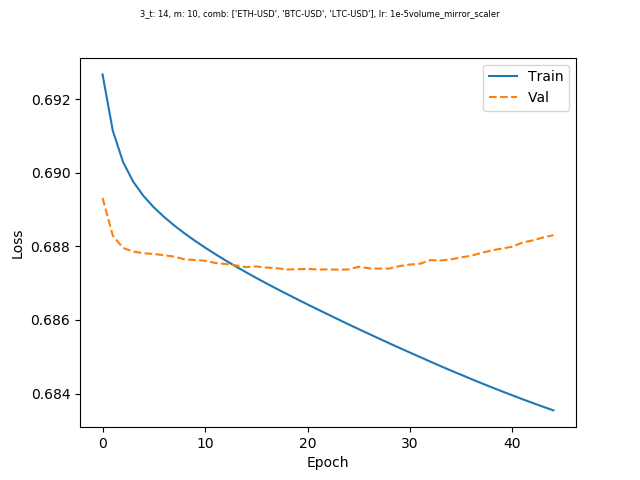 3_t: 14, m: 10, comb: ['ETH-USD', 'BTC-USD', 'LTC-USD'], lr: 1e-5volume_mirror_scaler
Train
Val
0.692
0.690
0.688
0.686
0.684
Loss
0 10 20 30 40
Epoch